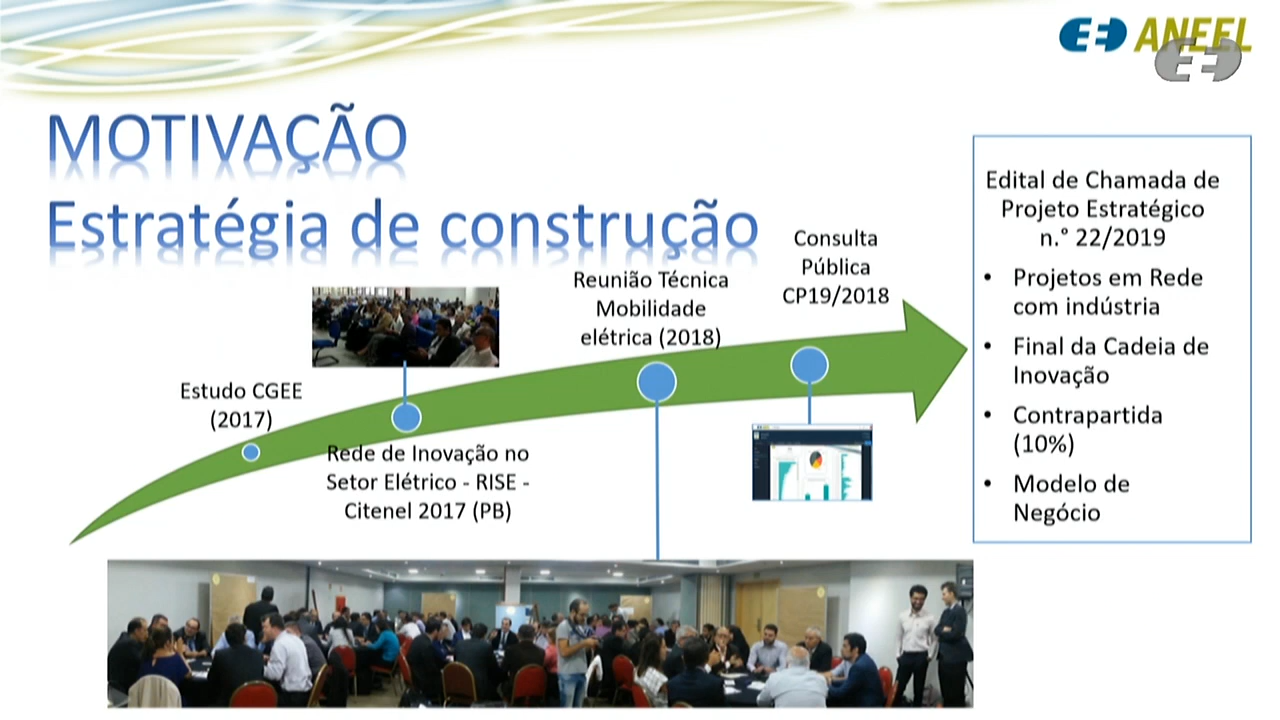 ANEEL
MOTIVAÇÃO
Estratégia de construção
Estudo CGEE
(2017)
Rede de Inovação no
Setor Elétrico - RISE -
Citenel 2017 (PB)
Reunião Técnica
Mobilidade
elétrica (2018)
Consulta
Pública
CP19/2018
Edital de Chamada de
Projeto Estratégico
n.° 22/2019
• Projetos em Rede
com indústria
• Final da Cadeia de
Inovação
• Contrapartida
(10%)
• Modelo de
Negócio